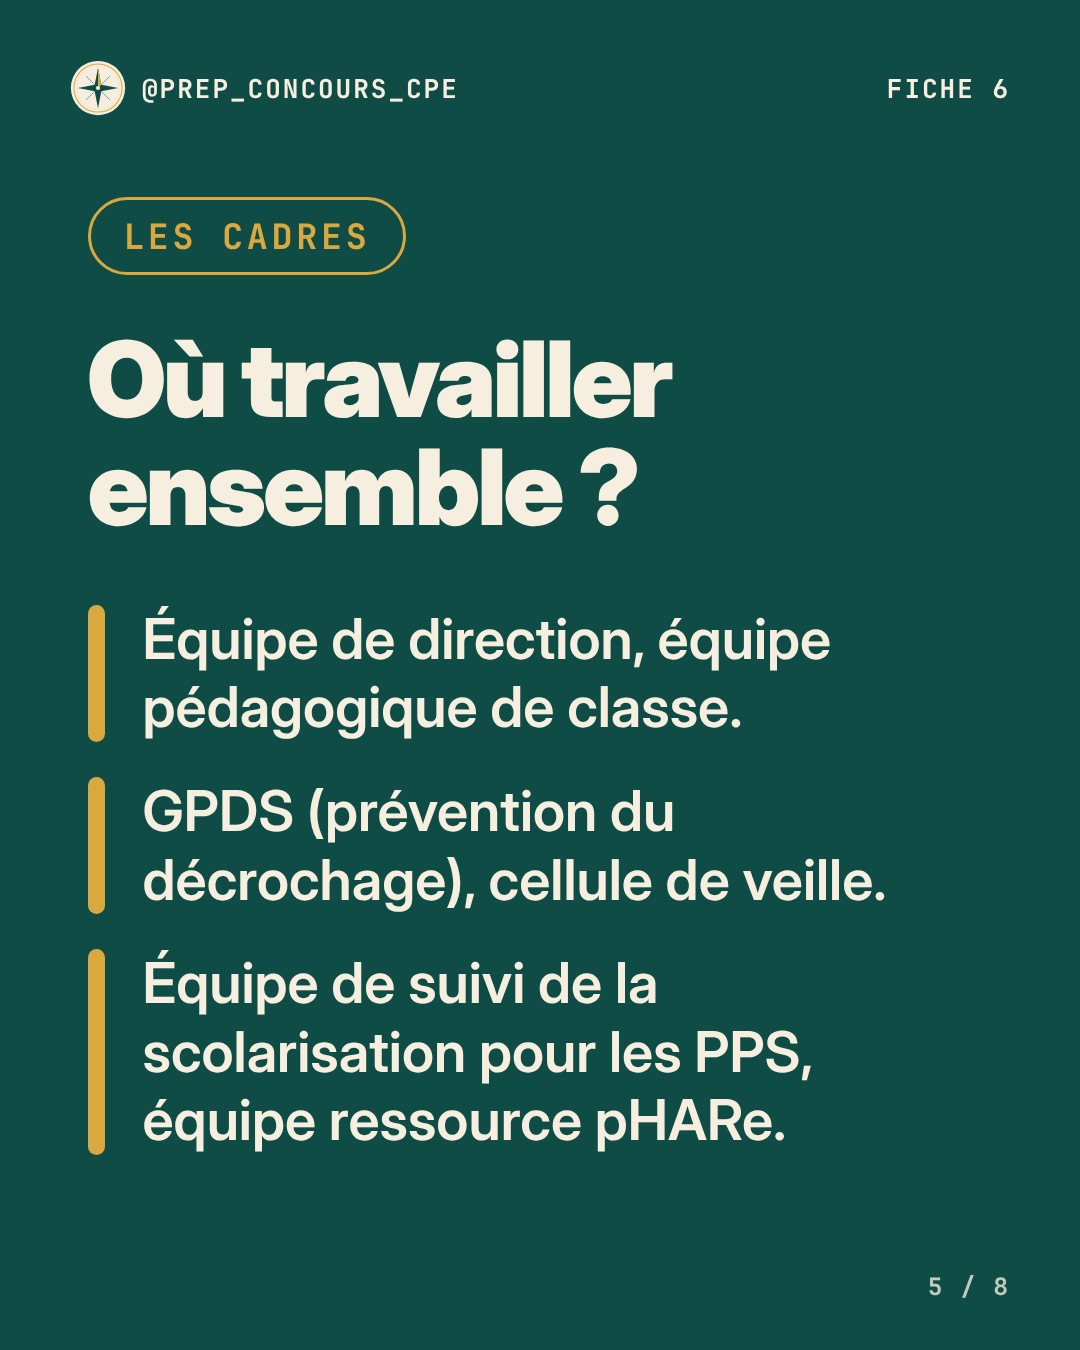 @PREP_CONCOURS_CPE
FICHE 6
LES CADRES
Où travailler
ensemble ?
Équipe de direction, équipe
pédagogique de classe.
GPDS (prévention du
décrochage), cellule de veille.
Équipe de suivi de la
scolarisation pour les PPS,
équipe ressource pHARe.
5 / 8